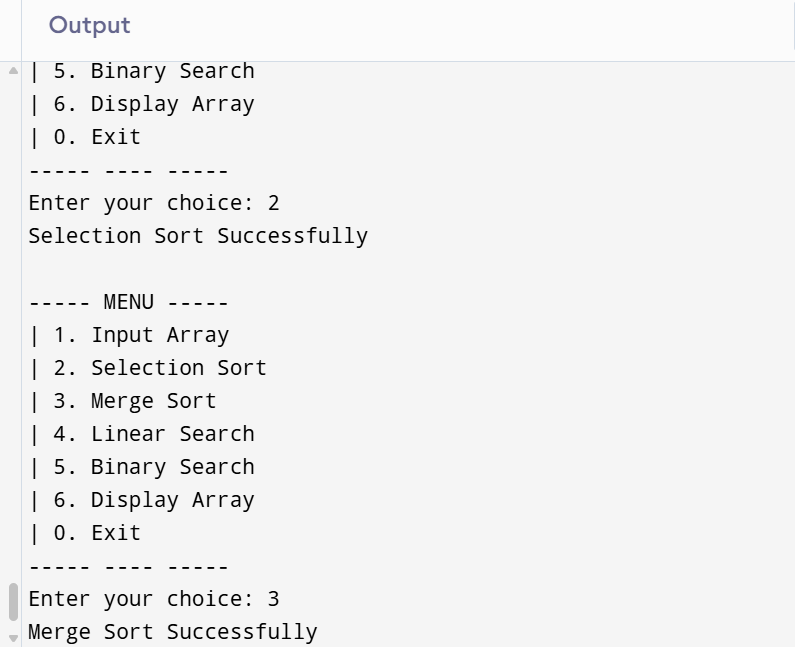 Output
| 5. Binary Search
| 6. Display Array
| 0. Exit
----- ---- -----
Enter your choice: 2
Selection Sort Successfully
----- MENU -----
| 1. Input Array
| 2. Selection Sort
| 3. Merge Sort
| 4. Linear Search
| 5. Binary Search
| 6. Display Array
| 0. Exit
----- ---- -----
Enter your choice: 3
Merge Sort Successfully